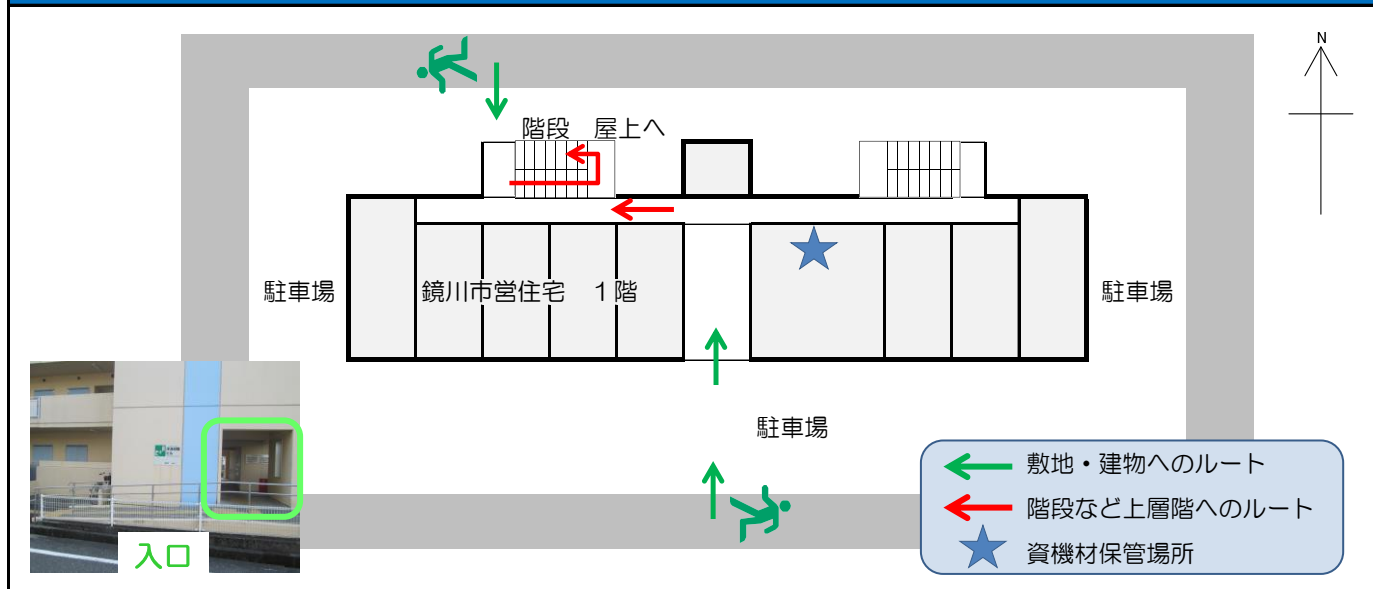 N
階段　屋上へ
駐車場
鏡川市営住宅　１階
駐車場
駐車場
入口
敷地・建物へのルート
階段など上層階へのルート
資機材保管場所